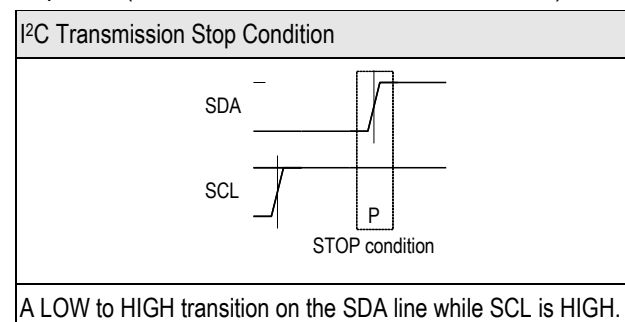 I²C Transmission Stop Condition
SDA
SCL
P
STOP condition
A LOW to HIGH transition on the SDA line while SCL is HIGH.